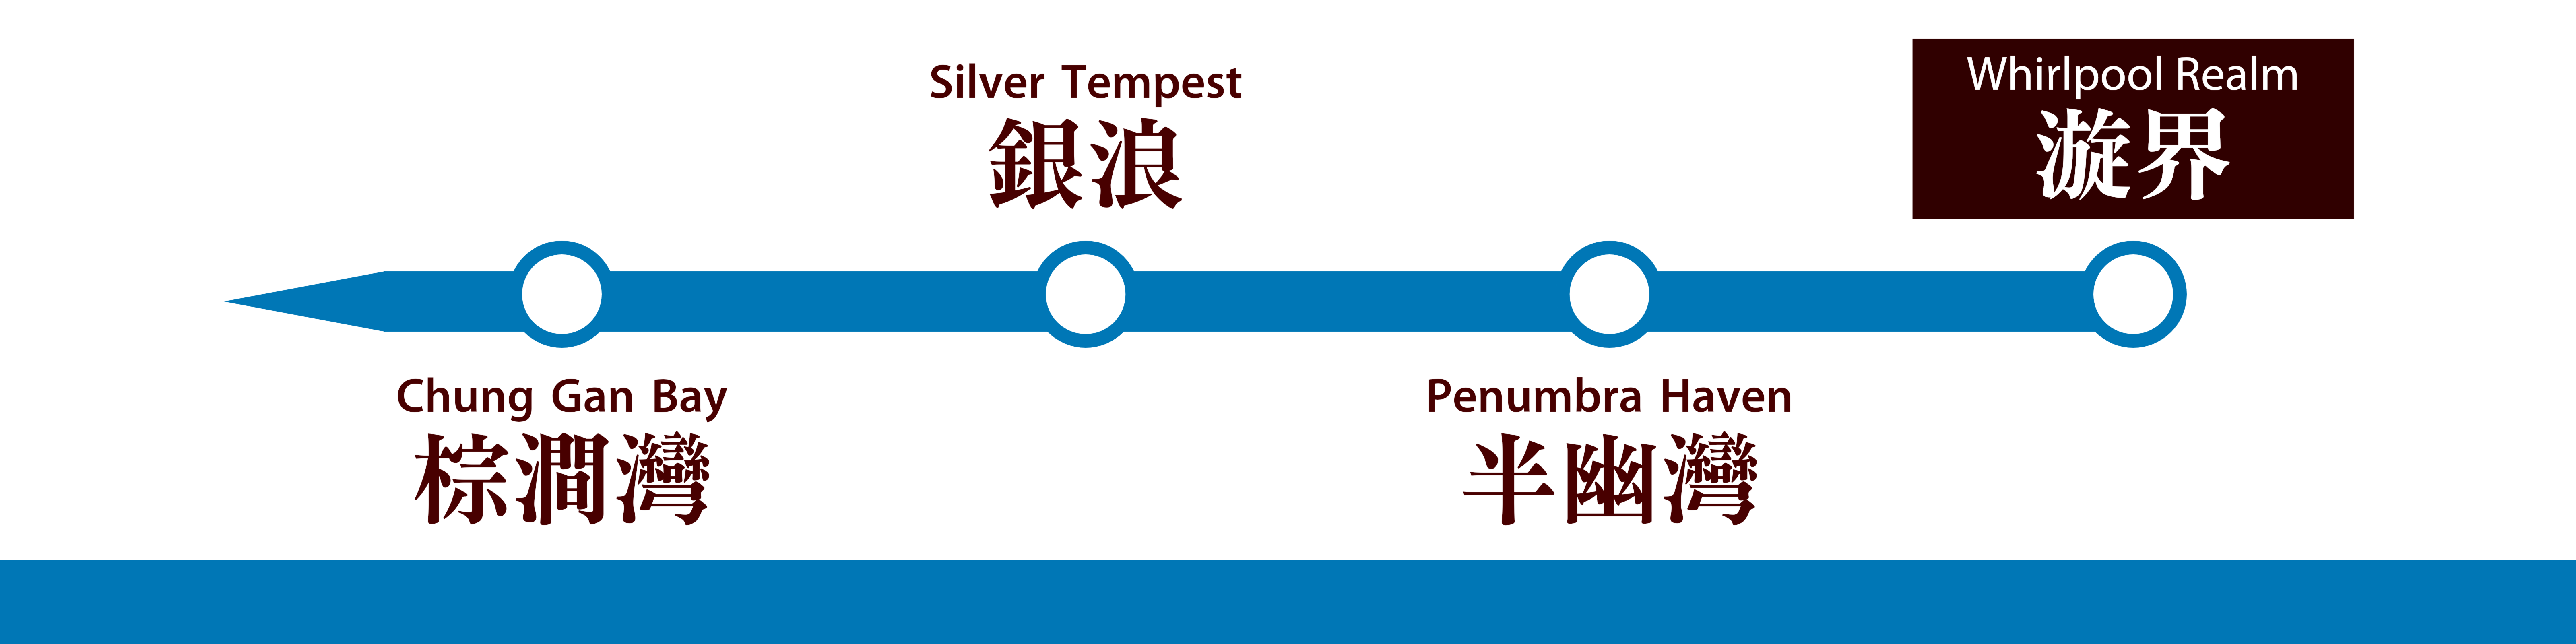 Silver Tempest
銀浪
Whirlpool Realm
漩界
Chung Gan Bay
棕澗灣
Penumbra Haven
半幽灣